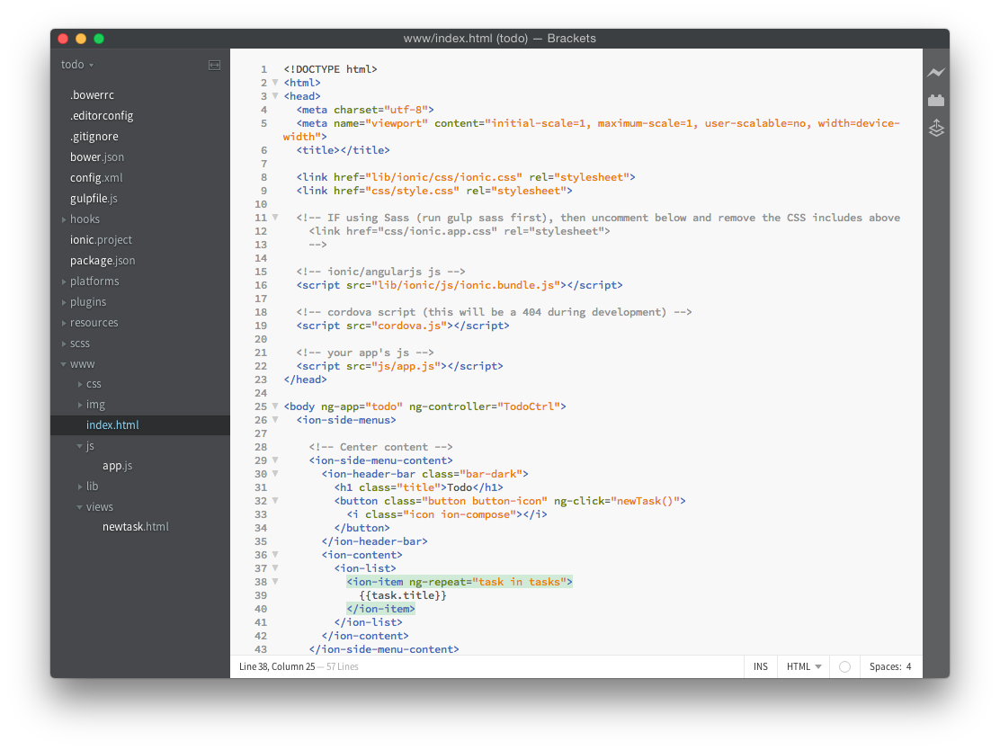 www/index.html (todo) — Brackets
todo
.bowerrc
.editorconfig
.gitignore
bower.json
config.xml
gulpfile.js
hooks
ionic.project
package.json
platforms
plugins
resources
scss
www
css
img
index.html
js
app.js
lib
views
newtask.html
1 <!DOCTYPE html>
2 <html>
3 <head>
4 <meta charset="utf-8">
5 <meta name="viewport" content="initial-scale=1, maximum-scale=1, user-scalable=no, width=device-
width">
6 <title></title>
7
8 <link href="lib/ionic/css/ionic.css" rel="stylesheet">
9 <link href="css/style.css" rel="stylesheet">
10
11 <!-- IF using Sass (run gulp sass first), then uncomment below and remove the CSS includes above
12 <link href="css/ionic.app.css" rel="stylesheet">
13 -->
14
15 <!-- ionic/angularjs js -->
16 <script src="lib/ionic/js/ionic.bundle.js"></script>
17
18 <!-- cordova script (this will be a 404 during development) -->
19 <script src="cordova.js"></script>
20
21 <!-- your app's js -->
22 <script src="js/app.js"></script>
23 </head>
24
25 <body ng-app="todo" ng-controller="TodoCtrl">
26 <ion-side-menus>
27
28 <!-- Center content -->
29 <ion-side-menu-content>
30 <ion-header-bar class="bar-dark">
31 <h1 class="title">Todo</h1>
32 <button class="button button-icon" ng-click="newTask()">
33 <i class="icon ion-compose"></i>
34 </button>
35 </ion-header-bar>
36 <ion-content>
37 <ion-list>
38 <ion-item ng-repeat="task in tasks">
39 {{task.title}}
40 </ion-item>
41 </ion-list>
42 </ion-content>
43 </ion-side-menu-content>
Line 38, Column 25 — 57 Lines
INS
HTML
Spaces: 4